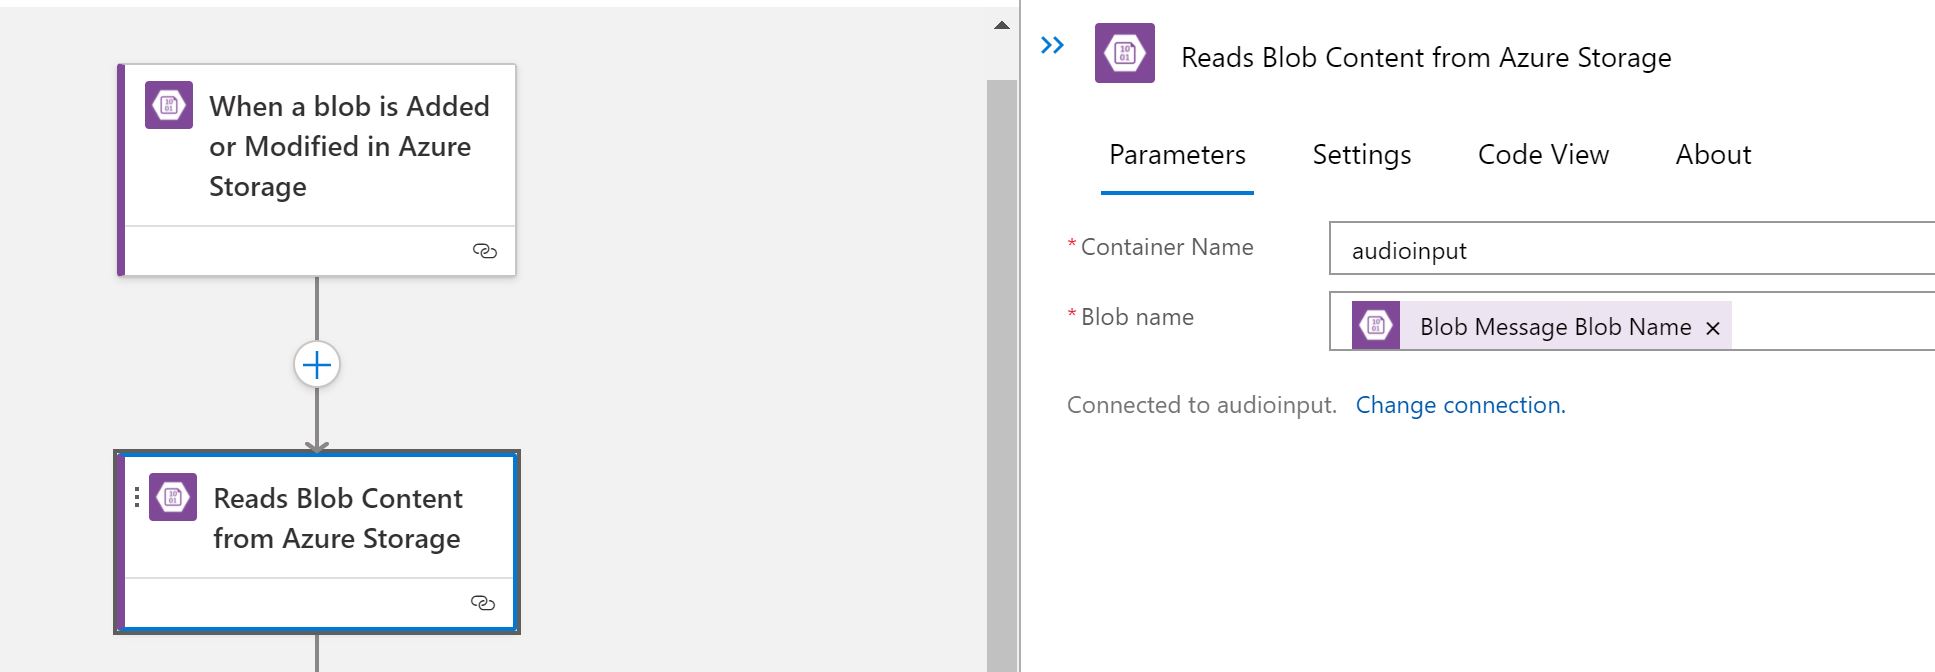 When a blob is Added
or Modified in Azure
Storage
Reads Blob Content
from Azure Storage
Reads Blob Content from Azure Storage
Parameters Settings Code View About
* Container Name audioinput
* Blob name Blob Message Blob Name ×
Connected to audioinput. Change connection.